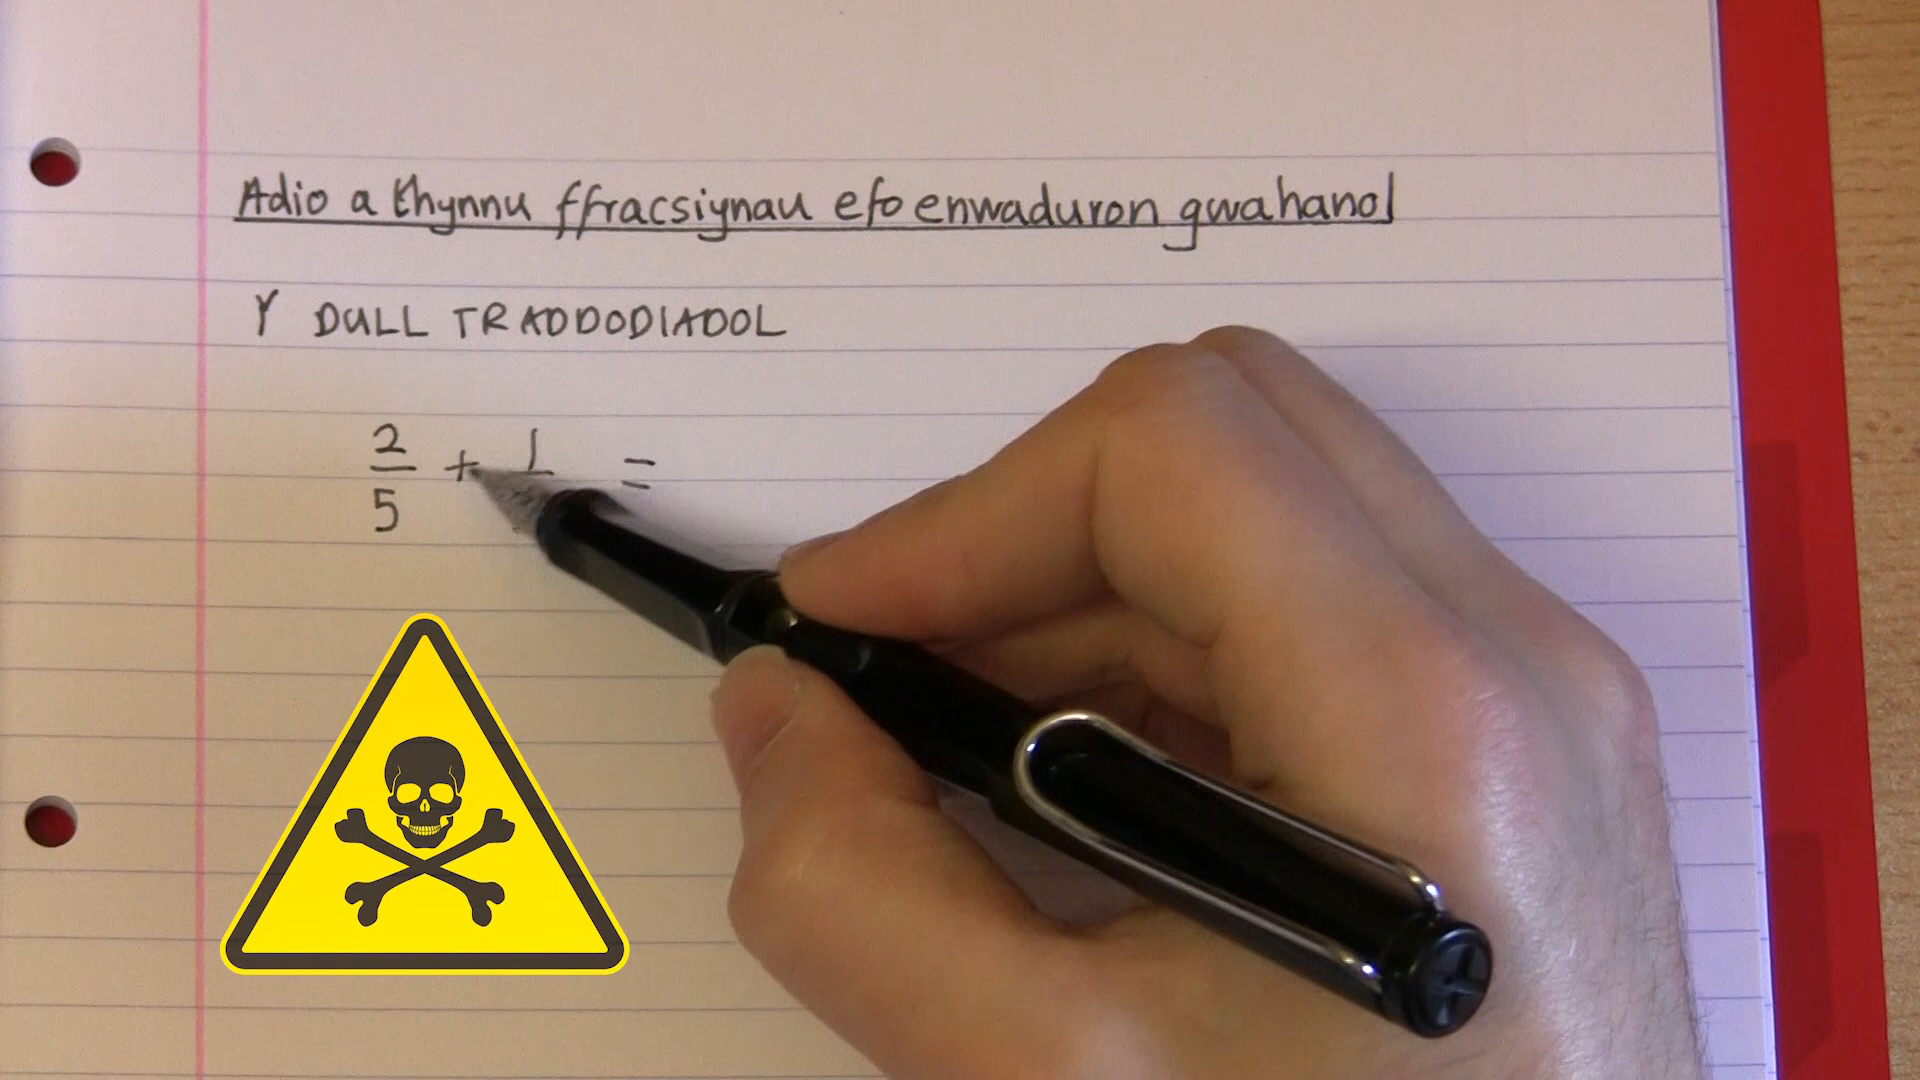 Adio a thynnu ffracsiynau efo enwaduron gwahanol
Y DULL TRADDODIADOL
2/5 + 1 =